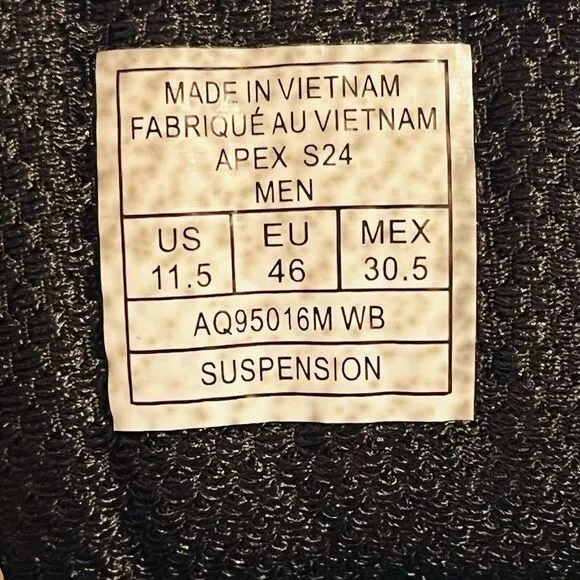 MADE IN VIETNAM
FABRIQUÉ AU VIETNAM
APEX S24
MEN
US EU MEX
11.5 46 30.5
AQ95016M WB
SUSPENSION